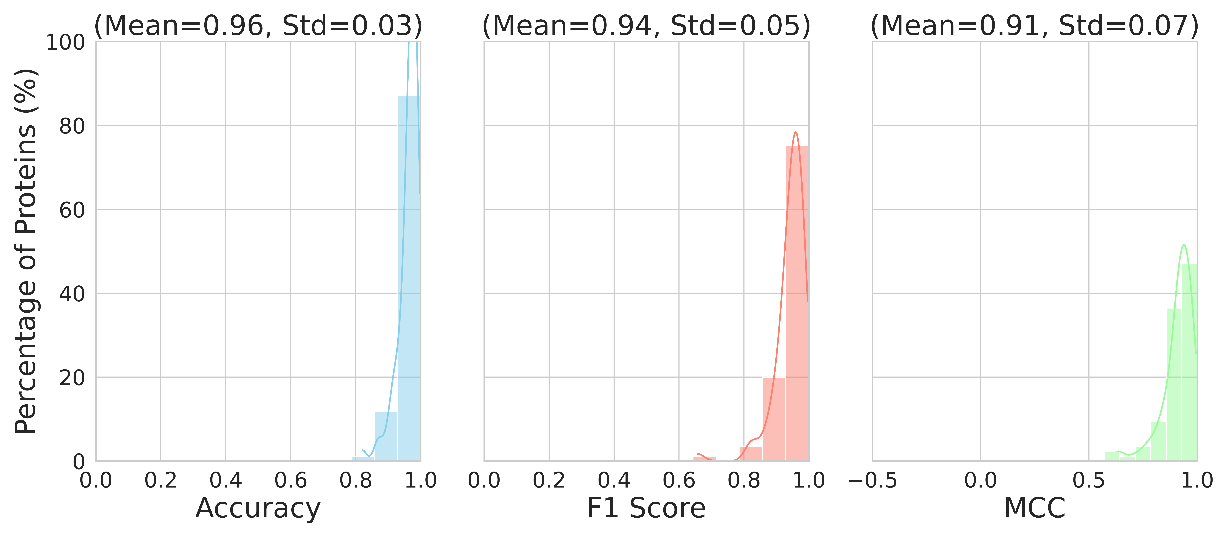 (Mean=0.96, Std=0.03) (Mean=0.94, Std=0.05) (Mean=0.91, Std=0.07)
Percentage of Proteins (%)
100
80
60
40
20
0
0.0 0.2 0.4 0.6 0.8 1.0
Accuracy
0.0 0.2 0.4 0.6 0.8 1.0
F1 Score
−0.5 0.0 0.5 1.0
MCC